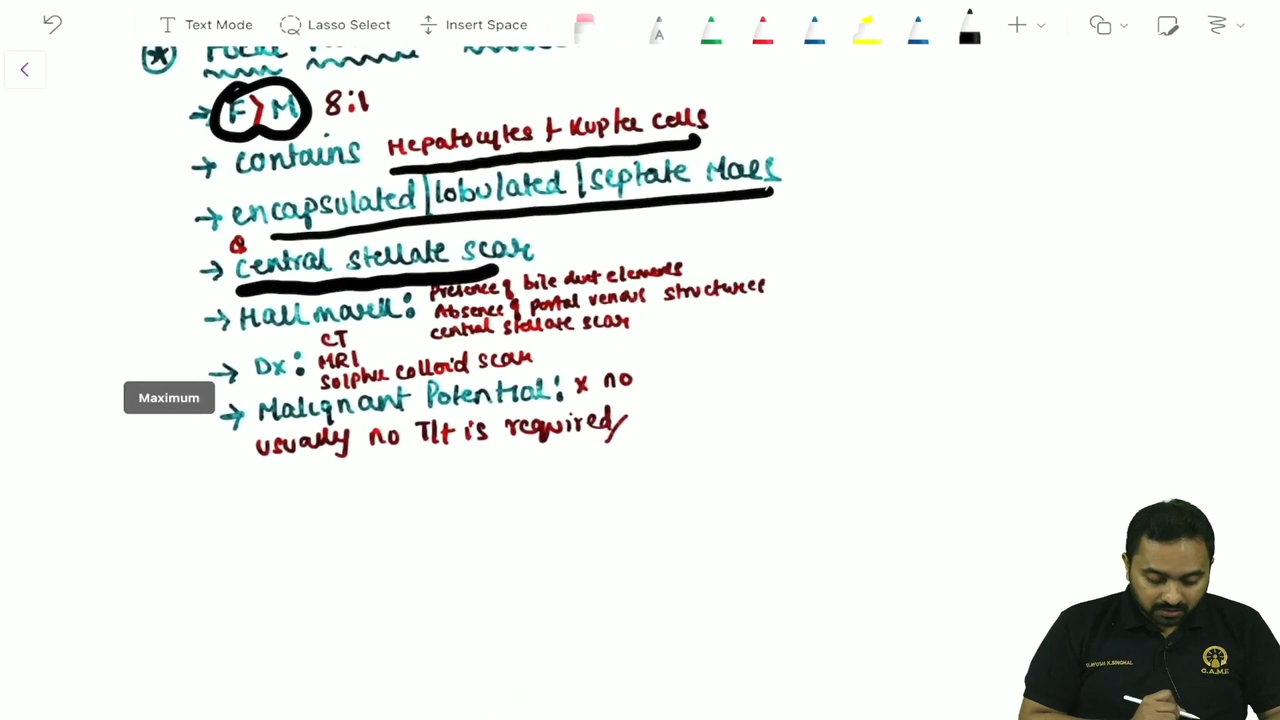 Text Mode Lasso Select Insert Space
→ F > M 8:1
→ contains Hepatocytes + Kupfer cells
→ encapsulated | lobulated | septate Mass
Q
→ central stellate scar
→ Hallmark: Presence of bile duct elements
Absence of portal venous structures
central stellate scar
→ Dx: CT
MRI
Sulphur colloid scan
→ Malignant Potential: x no
usually no T/t is required/
Maximum
G.A.M.E